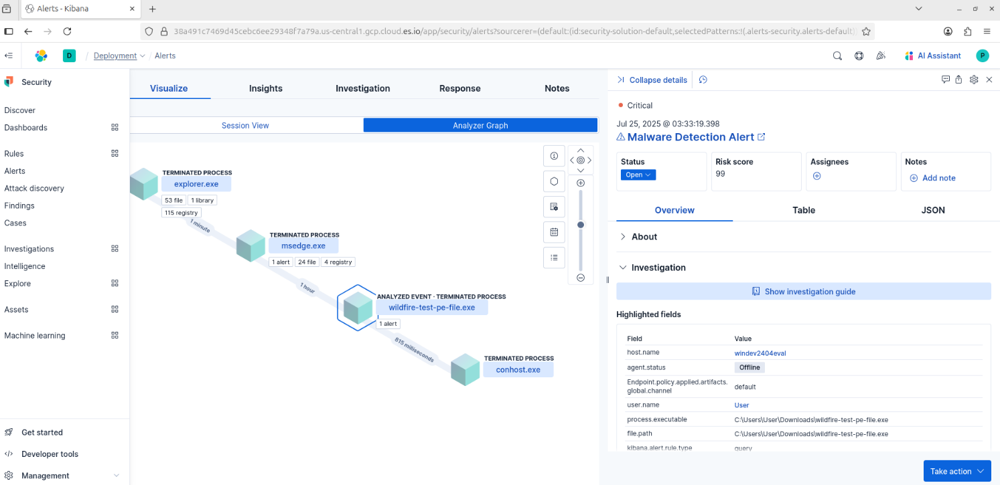 Alerts - Kibana
38a491c7469d45cebc6ee29348f7a79a.us-central1.gcp.cloud.es.io/app/security/alerts?sourcerer=(default:(id:security-solution-default,selectedPatterns:!(.alerts-security.alerts-default)
D / Deployment / Alerts
AI Assistant
P
Security
Discover
Dashboards
Rules
Alerts
Attack discovery
Findings
Cases
Investigations
Intelligence
Explore
Assets
Machine learning
Get started
Developer tools
Management
Visualize Insights Investigation Response Notes
Session View Analyzer Graph
TERMINATED PROCESS
explorer.exe
53 file 1 library
115 registry
1 minute
TERMINATED PROCESS
msedge.exe
1 alert 24 file 4 registry
1 hour
ANALYZED EVENT · TERMINATED PROCESS
wildfire-test-pe-file.exe
1 alert
815 milliseconds
TERMINATED PROCESS
conhost.exe
Collapse details
Critical
Jul 25, 2025 @ 03:33:19.398
Malware Detection Alert
Status Risk score Assignees Notes
Open 99 Add note
Overview Table JSON
About
Investigation
Show investigation guide
Highlighted fields
Field Value
host.name windev2404eval
agent.status Offline
Endpoint.policy.applied.artifacts.
global.channel default
user.name User
process.executable C:\Users\User\Downloads\wildfire-test-pe-file.exe
file.path C:\Users\User\Downloads\wildfire-test-pe-file.exe
kibana.alert.rule.type query
Take action